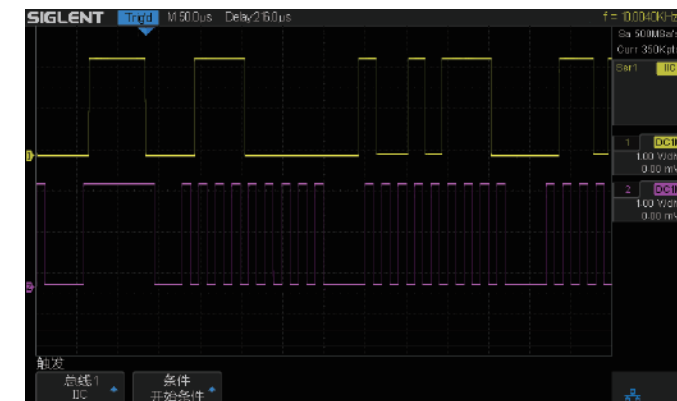 SIGLENT Trig'd M 50.0us Delay:216.0us f = 10.0040KHz
Sa 500MSa/s
Curr 350Kpts
Ser1 IIC
1 DC1M
1.00 V/div
0.00 mV
2 DC1M
1.00 V/div
0.00 mV
触发
总线1 条件
IIC 开始条件